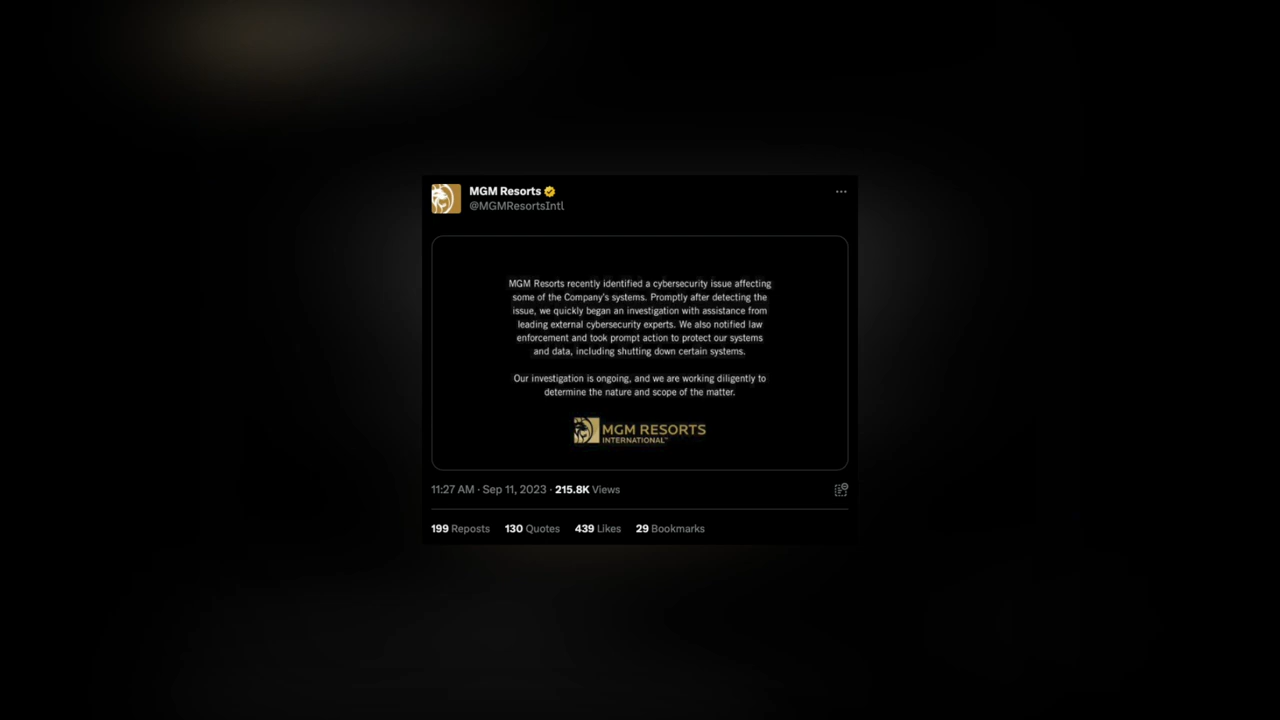 MGM Resorts
@MGMResortsIntl
MGM Resorts recently identified a cybersecurity issue affecting
some of the Company's systems. Promptly after detecting the
issue, we quickly began an investigation with assistance from
leading external cybersecurity experts. We also notified law
enforcement and took prompt action to protect our systems
and data, including shutting down certain systems.
Our investigation is ongoing, and we are working diligently to
determine the nature and scope of the matter.
MGM RESORTS
INTERNATIONAL™
11:27 AM · Sep 11, 2023 · 215.8K Views
199 Reposts 130 Quotes 439 Likes 29 Bookmarks